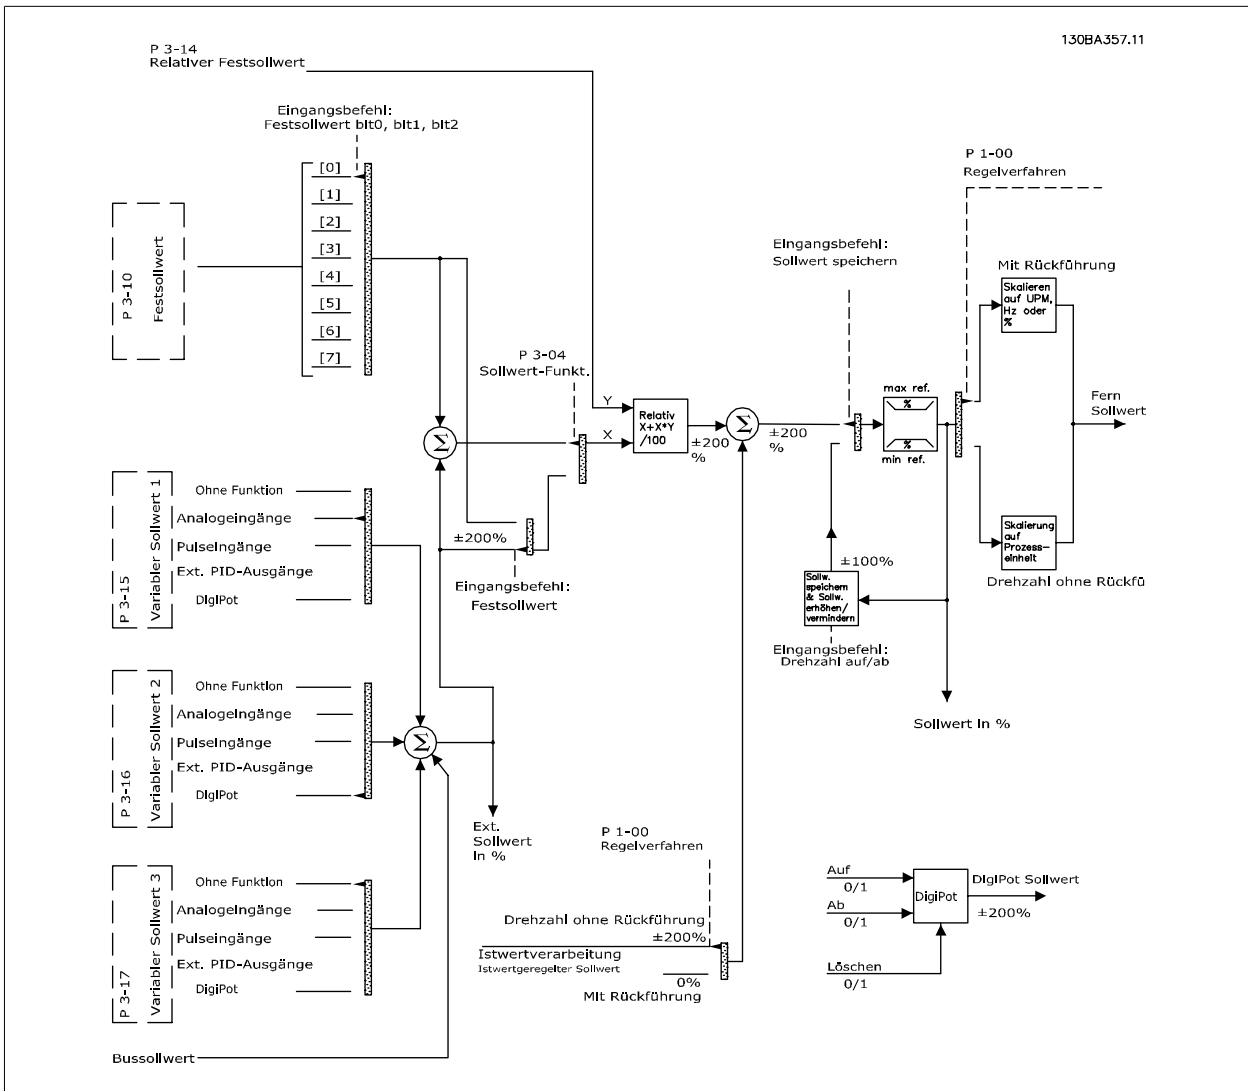 130BA357.11
P 3-14
Relativer Festsollwert
Eingangsbefehl:
Festsollwert bit0, bit1, bit2
P 1-00
Regelverfahren
[0]
[1]
[2]
[3]
[4]
[5]
[6]
[7]
P 3-10
Festsollwert
Eingangsbefehl:
Sollwert speichern
Mit Rückführung
Skalieren
auf UPM,
Hz oder
%
P 3-04
Sollwert-Funkt.
max ref.
%
%
min ref.
Fern
Sollwert
Y
X
Relativ
X+X*Y
/100
±200
%
Σ
±200
%
Σ
P 3-15
Variabler Sollwert 1
Ohne Funktion
Analogeingänge
Pulseingänge
Ext. PID-Ausgänge
DigiPot
±200%
Eingangsbefehl:
Festsollwert
±100%
Sollw.
speichern
& Sollw.
erhöhen/
vermindern
Eingangsbefehl:
Drehzahl auf/ab
Skalierung
auf
Prozess-
einheit
Drehzahl ohne Rückfü
P 3-16
Variabler Sollwert 2
Ohne Funktion
Analogeingänge
Pulseingänge
Ext. PID-Ausgänge
DigiPot
Σ
Sollwert in %
Ext.
Sollwert
in %
P 1-00
Regelverfahren
P 3-17
Variabler Sollwert 3
Ohne Funktion
Analogeingänge
Pulseingänge
Ext. PID-Ausgänge
DigiPot
Drehzahl ohne Rückführung
±200%
Istwertverarbeitung
Istwertgeregelter Sollwert
0%
Mit Rückführung
Auf
0/1
Ab
0/1
Löschen
0/1
DigiPot
DigiPot Sollwert
±200%
Bussollwert